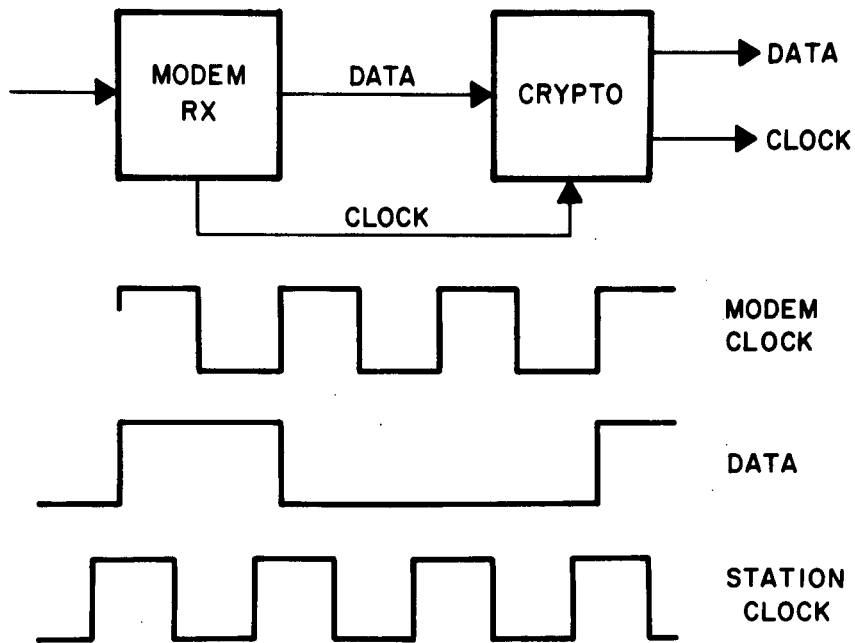 MODEM
RX
DATA
CRYPTO
DATA
CLOCK
CLOCK
MODEM
CLOCK
DATA
STATION
CLOCK